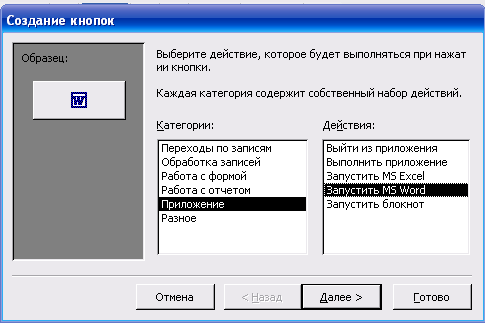 Создание кнопок
Образец:
W
Выберите действие, которое будет выполняться при нажат
ии кнопки.
Каждая категория содержит собственный набор действий.
Категории:
Переходы по записям
Обработка записей
Работа с формой
Работа с отчетом
Приложение
Разное
Действия:
Выйти из приложения
Выполнить приложение
Запустить MS Excel
Запустить MS Word
Запустить блокнот
Отмена
< Назад
Далее >
Готово